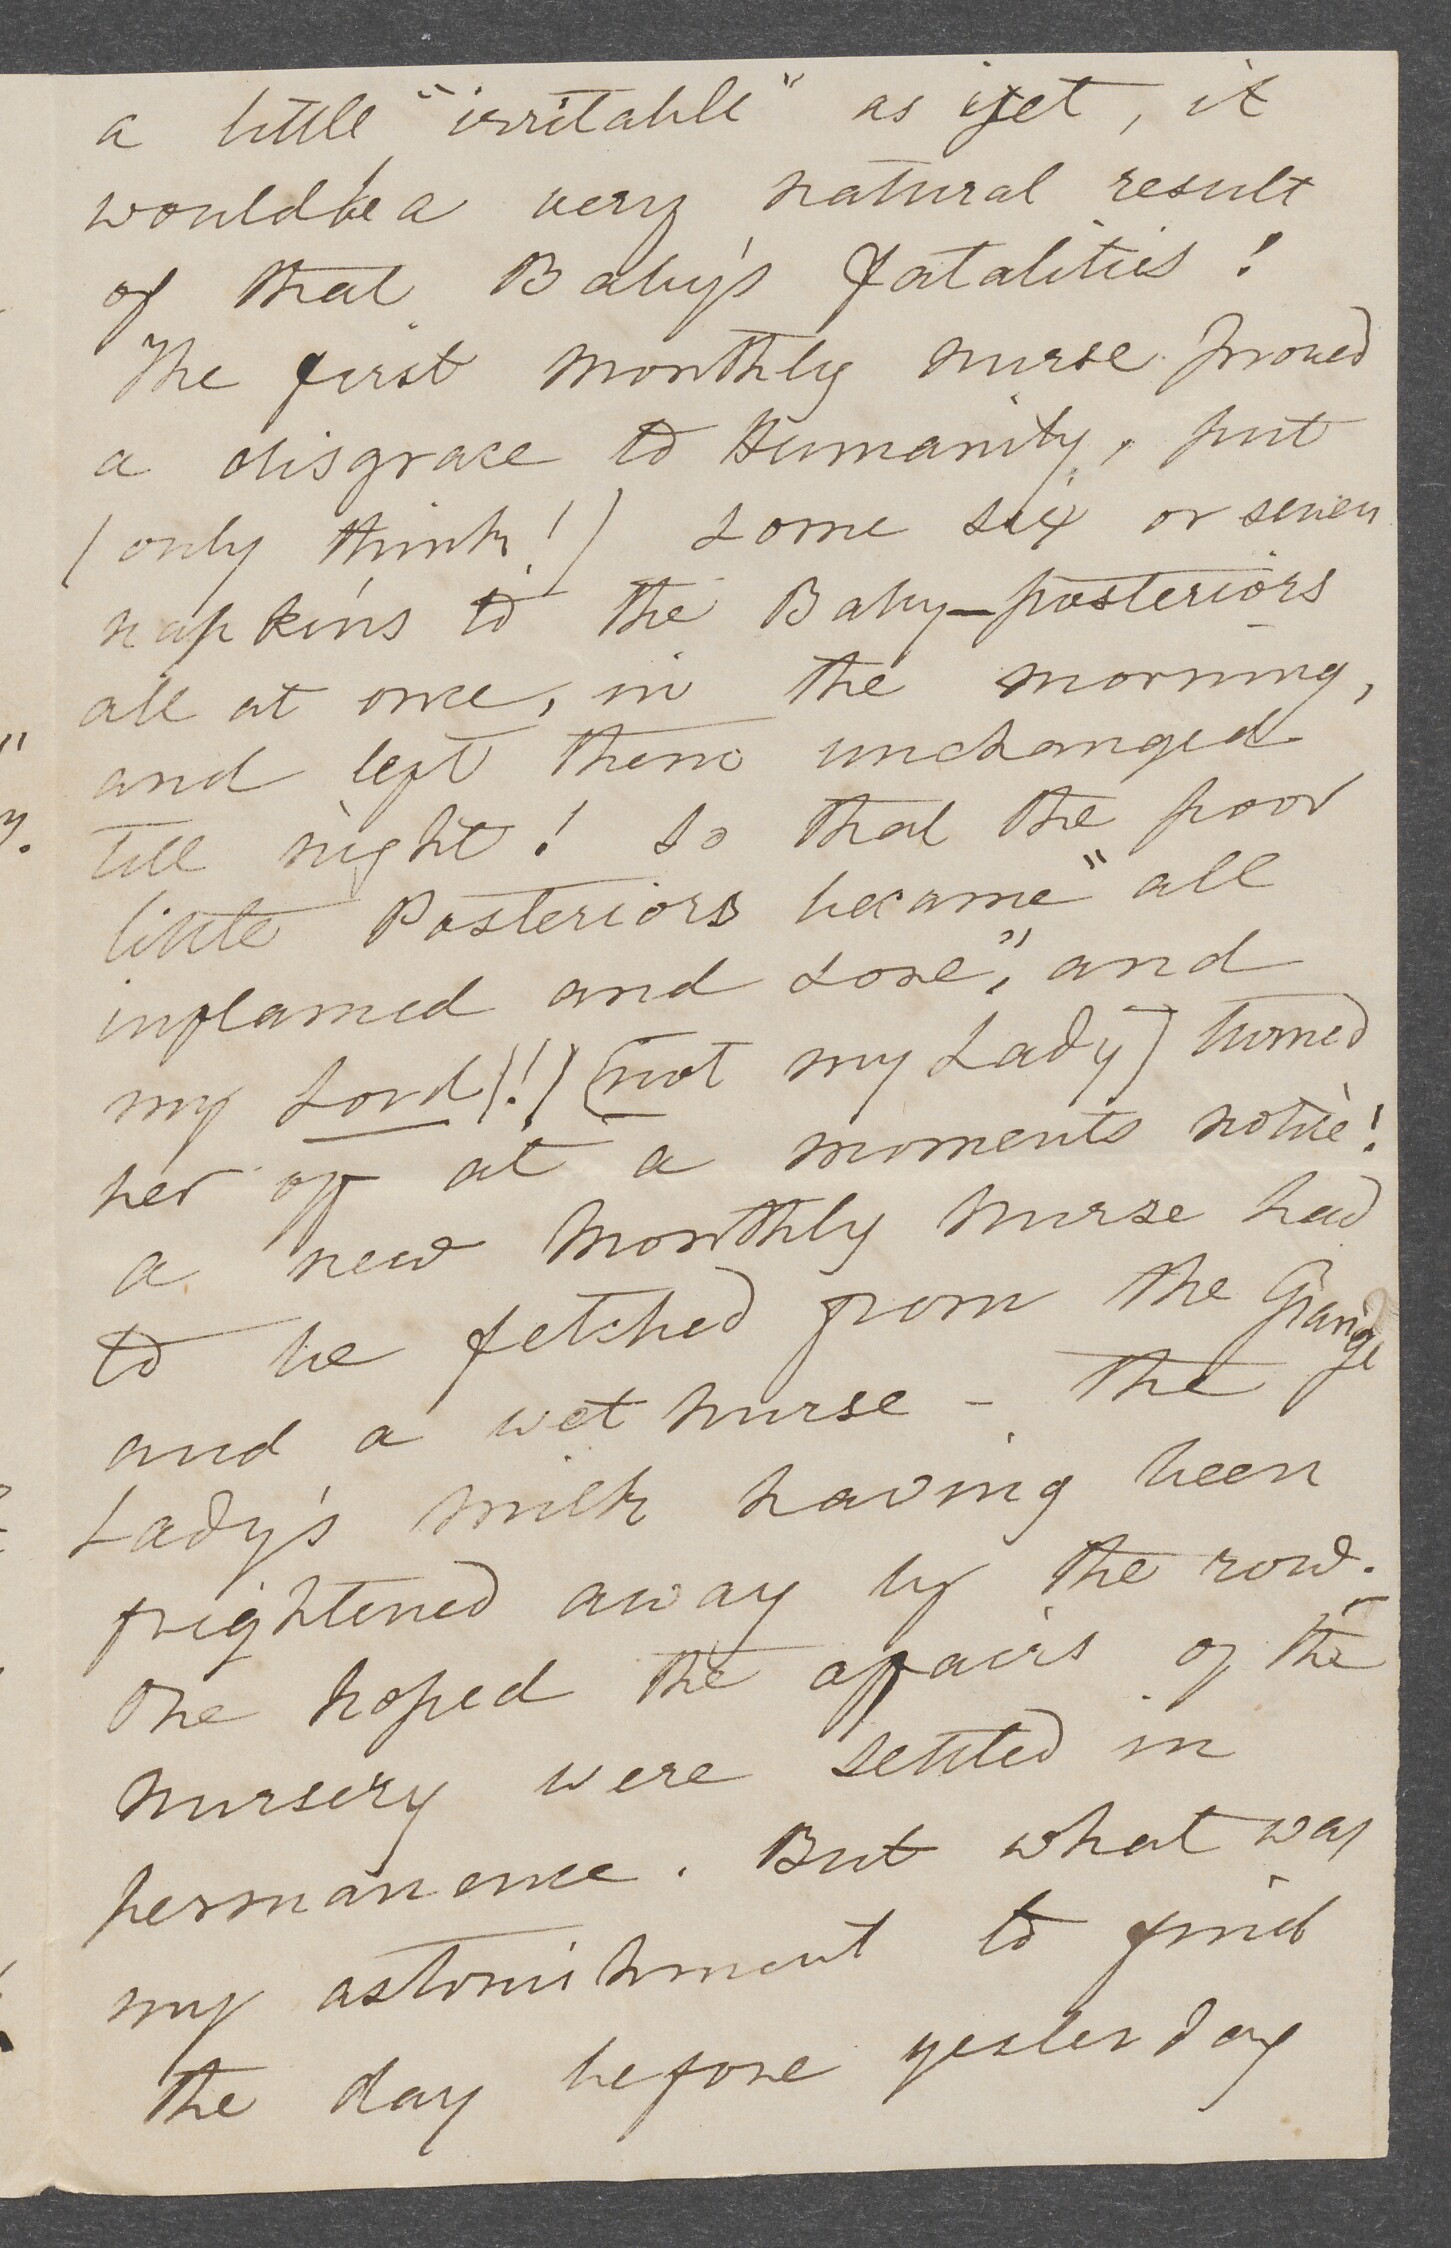 a little "irritable" as yet, it
would be a very natural result
of that Baby's fatalities!
The first monthly nurse proved
a disgrace to Humanity, put
(only think!) some six or seven
napkins to the Baby-posteriors
all at once, in the morning,
and left them unchanged
till night! so that the poor
little Posteriors became "all
inflamed and sore", and
my Lord (!) (not my Lady) turned
her off at a moments notice!
a new Monthly Nurse had
to be fetched from the Grange
and a wet nurse - the
Lady's milk having been
frightened away by the row.
One hoped the affairs of the
Nursery were settled in
permanence. But what was
my astonishment to find
the day before yesterday